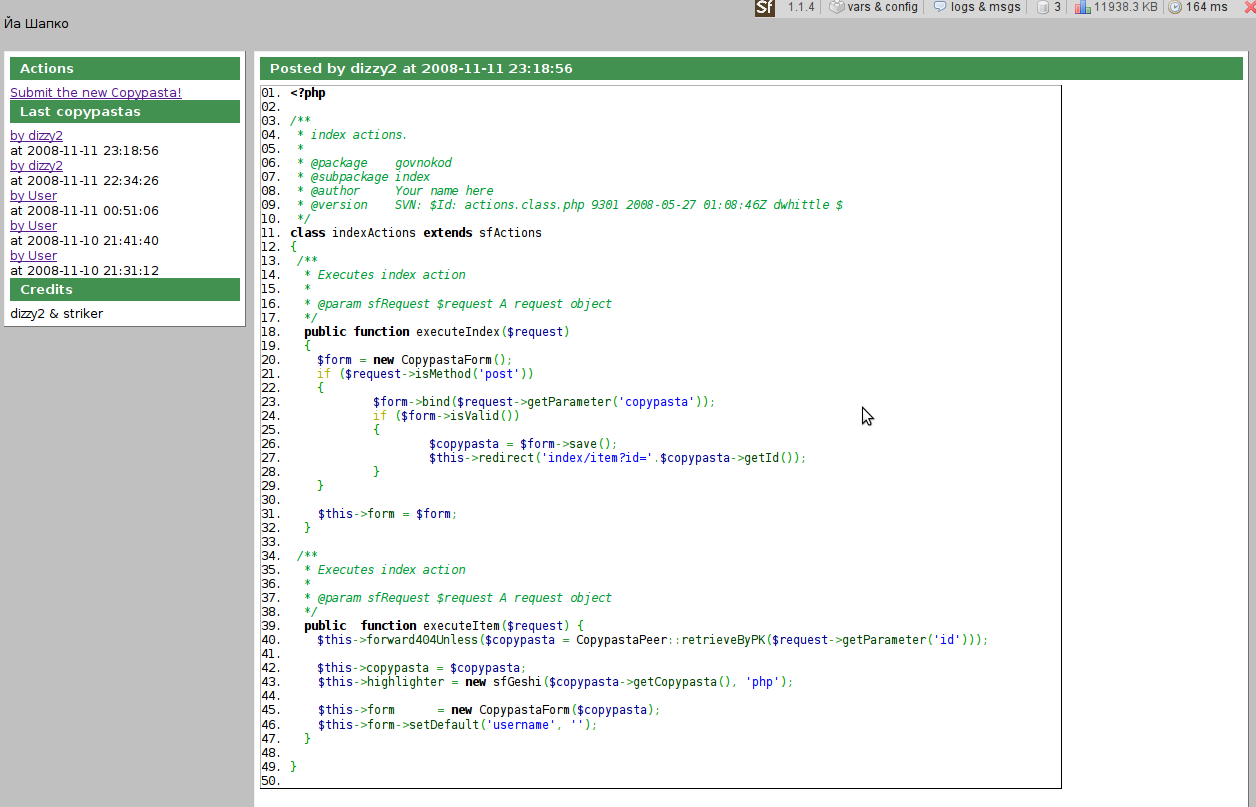 Sf 1.1.4 vars & config logs & msgs 3 11938.3 KB 164 ms
Йа Шапко
Actions
Submit the new Copypasta!
Last copypastas
by dizzy2
at 2008-11-11 23:18:56
by dizzy2
at 2008-11-11 22:34:26
by User
at 2008-11-11 00:51:06
by User
at 2008-11-10 21:41:40
by User
at 2008-11-10 21:31:12
Credits
dizzy2 & striker
Posted by dizzy2 at 2008-11-11 23:18:56
01. <?php
02.
03. /**
04.  * index actions.
05.  *
06.  * @package    govnokod
07.  * @subpackage index
08.  * @author     Your name here
09.  * @version    SVN: $Id: actions.class.php 9301 2008-05-27 01:08:46Z dwhittle $
10.  */
11. class indexActions extends sfActions
12. {
13.  /**
14.   * Executes index action
15.   *
16.   * @param sfRequest $request A request object
17.   */
18.   public function executeIndex($request)
19.   {
20.     $form = new CopypastaForm();
21.     if ($request->isMethod('post'))
22.     {
23.             $form->bind($request->getParameter('copypasta'));
24.             if ($form->isValid())
25.             {
26.                     $copypasta = $form->save();
27.                     $this->redirect('index/item?id='.$copypasta->getId());
28.             }
29.     }
30.
31.     $this->form = $form;
32.   }
33.
34.  /**
35.   * Executes index action
36.   *
37.   * @param sfRequest $request A request object
38.   */
39.   public  function executeItem($request) {
40.     $this->forward404Unless($copypasta = CopypastaPeer::retrieveByPK($request->getParameter('id')));
41.
42.     $this->copypasta = $copypasta;
43.     $this->highlighter = new sfGeshi($copypasta->getCopypasta(), 'php');
44.
45.     $this->form      = new CopypastaForm($copypasta);
46.     $this->form->setDefault('username', '');
47.   }
48.
49. }
50.